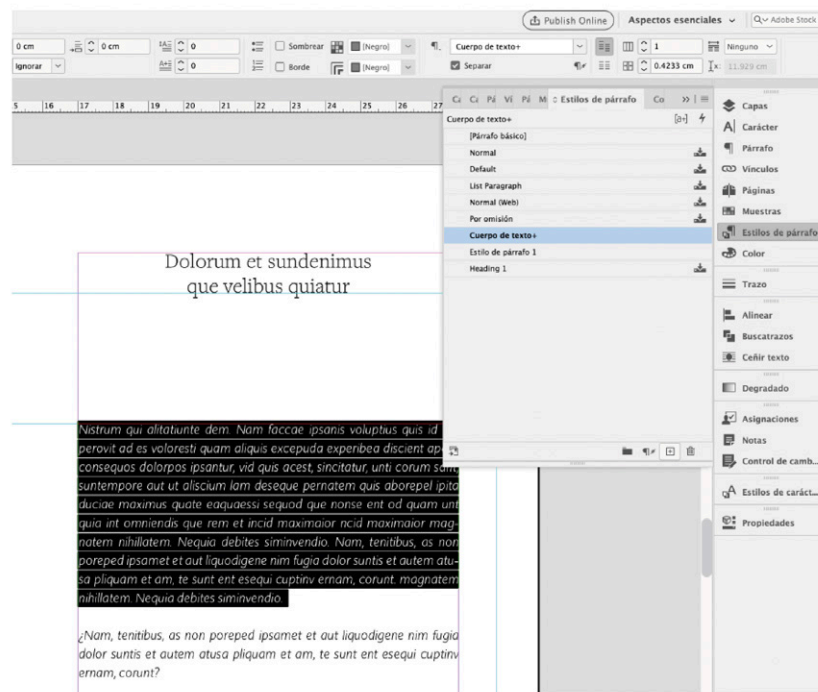 Publish Online Aspectos esenciales Adobe Stock
0 cm 0 cm 0 Sombrear [Negro] Cuerpo de texto+ 1 Ninguno
Ignorar 0 Borde [Negro] Separar 0.4233 cm 11.929 cm
5 16 17 18 19 20 21 22 23 24 25 26 27
Ca Ca Pá Ví Pá M Estilos de párrafo Co
Cuerpo de texto+ [a+]
[Párrafo básico]
Normal
Default
List Paragraph
Normal (Web)
Por omisión
Cuerpo de texto+
Estilo de párrafo 1
Heading 1
Capas
Carácter
Párrafo
Vínculos
Páginas
Muestras
Estilos de párrafo
Color
Trazo
Alinear
Buscatrazos
Ceñir texto
Degradado
Asignaciones
Notas
Control de camb...
Estilos de caráct...
Propiedades
Dolorum et sundenimus
que velibus quiatur
Nistrum qui alitatiunte dem. Nam faccae ipsanis voluptius quis id
perovit ad es voloresti quam aliquis excepuda experibea discient
consequos dolorpos ipsantur, vid quis acest, sincitatur, unti corum
suntempore aut ut aliscium lam deseque pernatem quis aborepel ipita
duciae maximus quate eaquaessi sequod que nonse ent od quam unt
quia int omniendis que rem et incid maximaior ncid maximaior mag-
natem nihillatem. Nequia debites siminvendio. Nam, tenitibus, as non
poreped ipsamet et aut liquodigene nim fugia dolor suntis et autem atu-
sa pliquam et am, te sunt ent esequi cuptinv ernam, corunt. magnatem
nihillatem. Nequia debites siminvendio.
¿Nam, tenitibus, as non poreped ipsamet et aut liquodigene nim fugia
dolor suntis et autem atusa pliquam et am, te sunt ent esequi cuptinv
ernam, corunt?